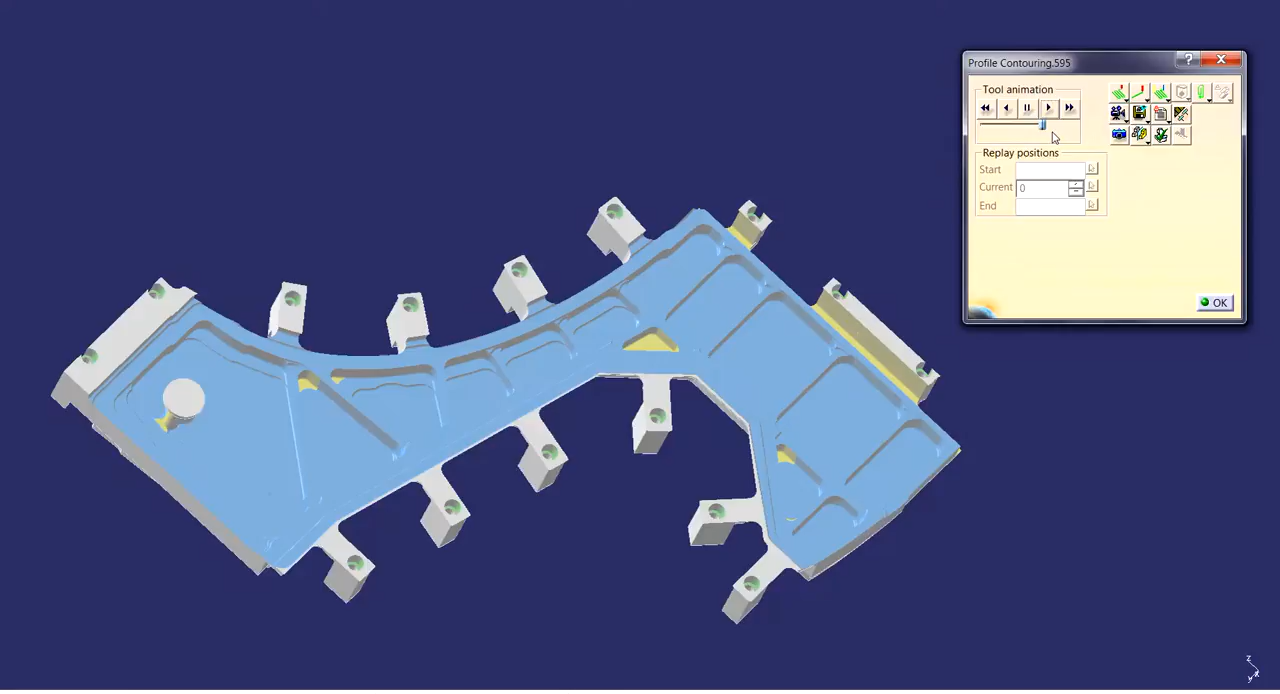 Profile Contouring.595
?
Tool animation
Replay positions
Start
Current 0
End
OK
z
y